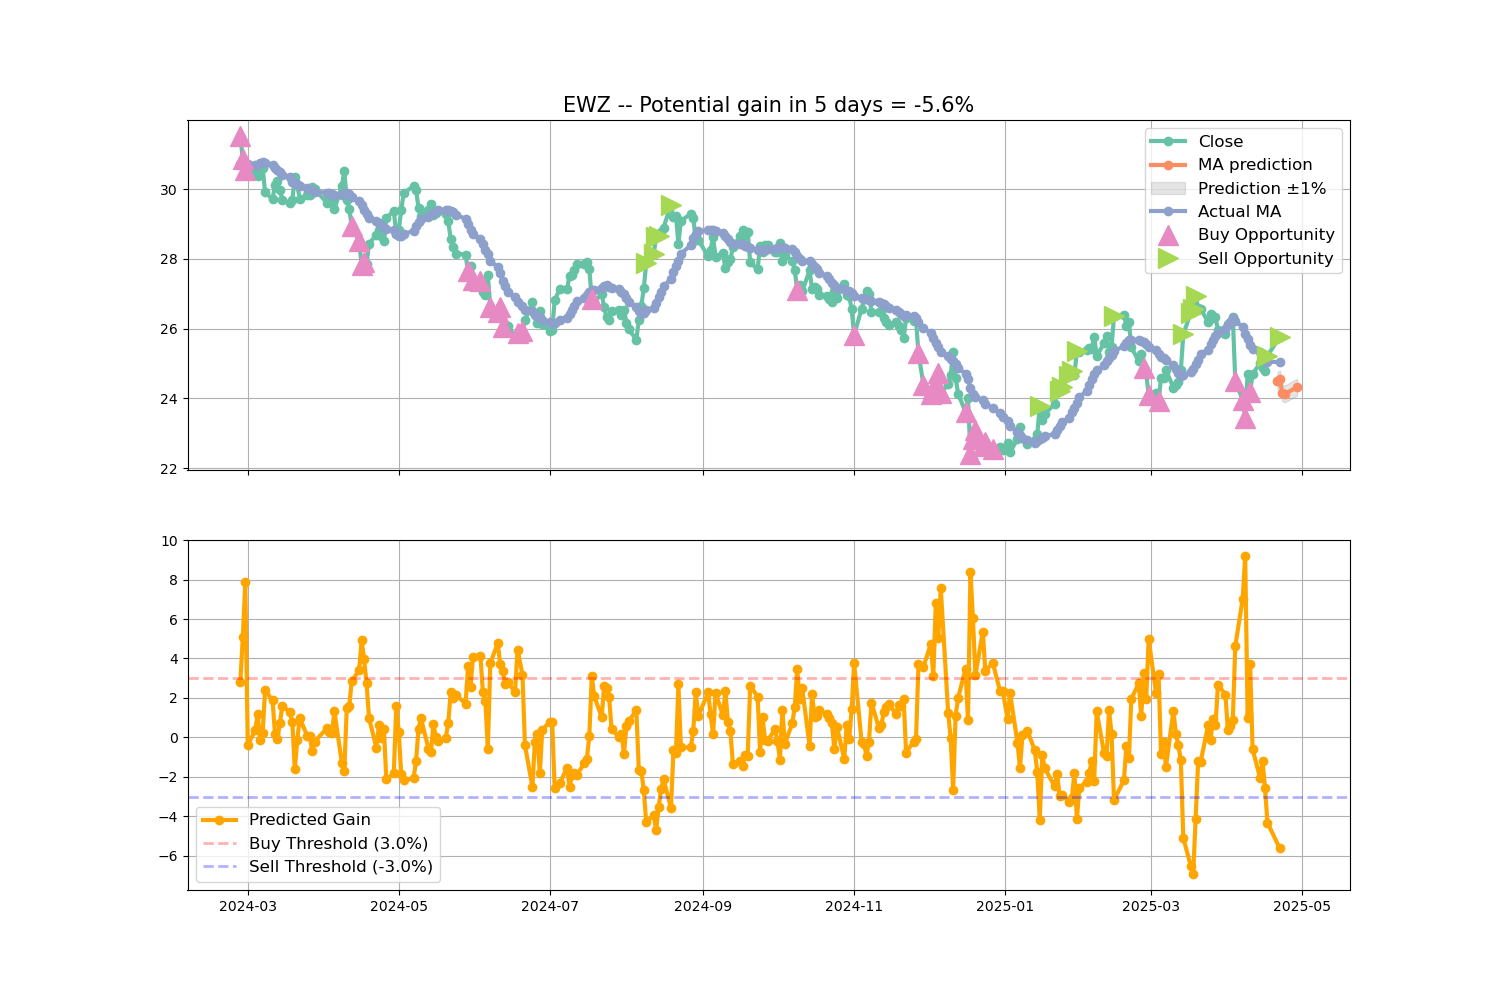 EWZ -- Potential gain in 5 days = -5.6%
Close
MA prediction
Prediction ±1%
Actual MA
Buy Opportunity
Sell Opportunity
30
28
26
24
22
10
8
6
4
2
0
−2
−4
−6
Predicted Gain
Buy Threshold (3.0%)
Sell Threshold (-3.0%)
2024-03 2024-05 2024-07 2024-09 2024-11 2025-01 2025-03 2025-05